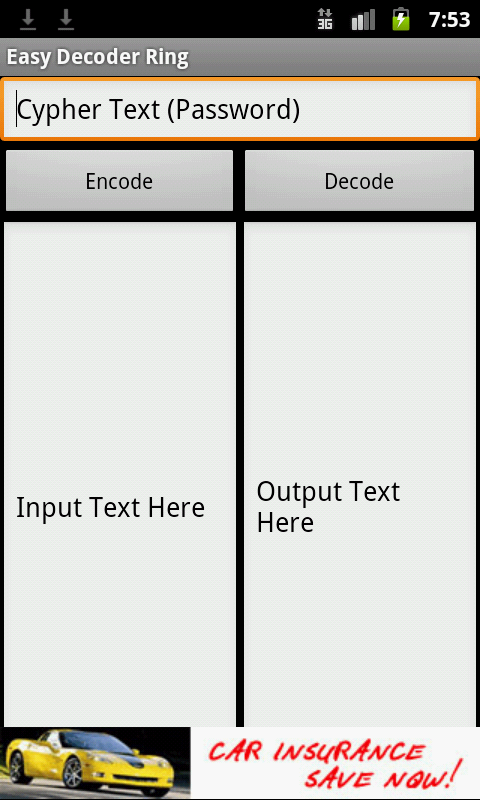 3G 7:53
Easy Decoder Ring
Cypher Text (Password)
Encode Decode
Input Text Here
Output Text
Here
CAR INSURANCE
SAVE NOW!